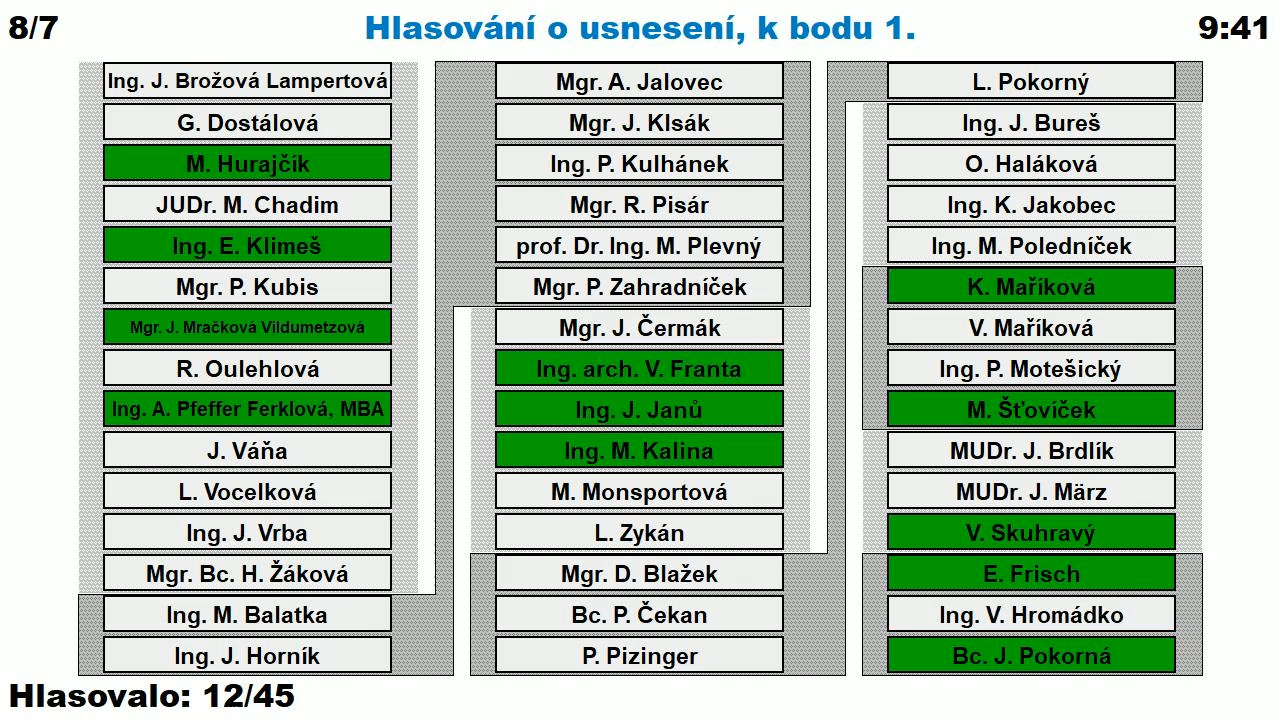 8/7 Hlasování o usnesení, k bodu 1. 9:41
Ing. J. Brožová Lampertová
G. Dostálová
M. Hurajčík
JUDr. M. Chadim
Ing. E. Klimeš
Mgr. P. Kubis
Mgr. J. Mračková Vildumetzová
R. Oulehlová
Ing. A. Pfeffer Ferklová, MBA
J. Váňa
L. Vocelková
Ing. J. Vrba
Mgr. Bc. H. Žáková
Ing. M. Balatka
Ing. J. Horník
Mgr. A. Jalovec
Mgr. J. Klsák
Ing. P. Kulhánek
Mgr. R. Pisár
prof. Dr. Ing. M. Plevný
Mgr. P. Zahradníček
Mgr. J. Čermák
Ing. arch. V. Franta
Ing. J. Janů
Ing. M. Kalina
M. Monsportová
L. Zykán
Mgr. D. Blažek
Bc. P. Čekan
P. Pizinger
L. Pokorný
Ing. J. Bureš
O. Haláková
Ing. K. Jakobec
Ing. M. Poledníček
K. Maříková
V. Maříková
Ing. P. Motešický
M. Šťovíček
MUDr. J. Brdlík
MUDr. J. März
V. Skuhravý
E. Frisch
Ing. V. Hromádko
Bc. J. Pokorná
Hlasovalo: 12/45